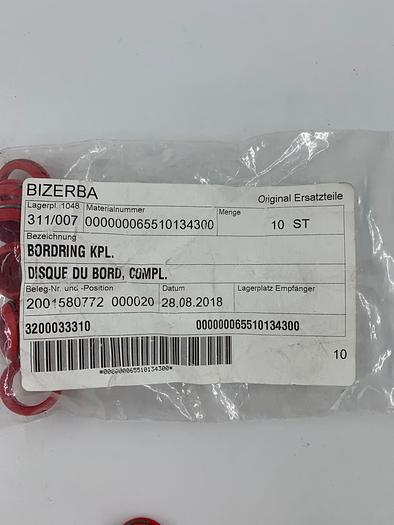 BIZERBA
Original Ersatzteile
Lagerpl. 1048 Materialnummer Menge
311/007 000000065510134300 10 ST
Bezeichnung
BORDRING KPL.
DISQUE DU BORD, COMPL.
Beleg-Nr. und -Position Datum Lagerplatz Empfänger
2001580772 000020 28.08.2018
3200033310 000000065510134300
10
*000000065510134300*